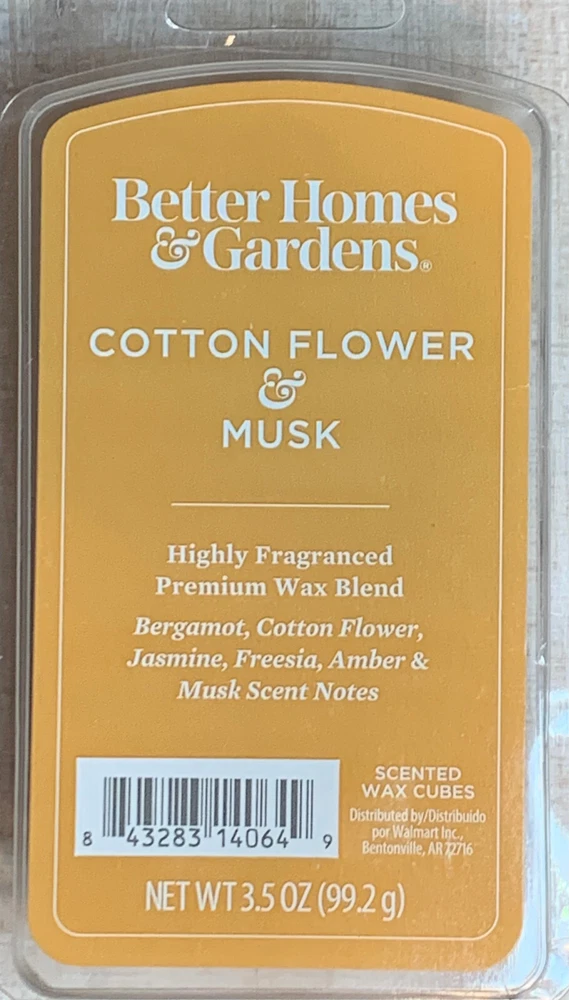 Better Homes
& Gardens®
COTTON FLOWER
&
MUSK
Highly Fragranced
Premium Wax Blend
Bergamot, Cotton Flower,
Jasmine, Freesia, Amber &
Musk Scent Notes
SCENTED
WAX CUBES
Distributed by/Distribuido
por Walmart Inc.,
Bentonville, AR 72716
8 43283 14064 9
NET WT 3.5 OZ (99.2 g)